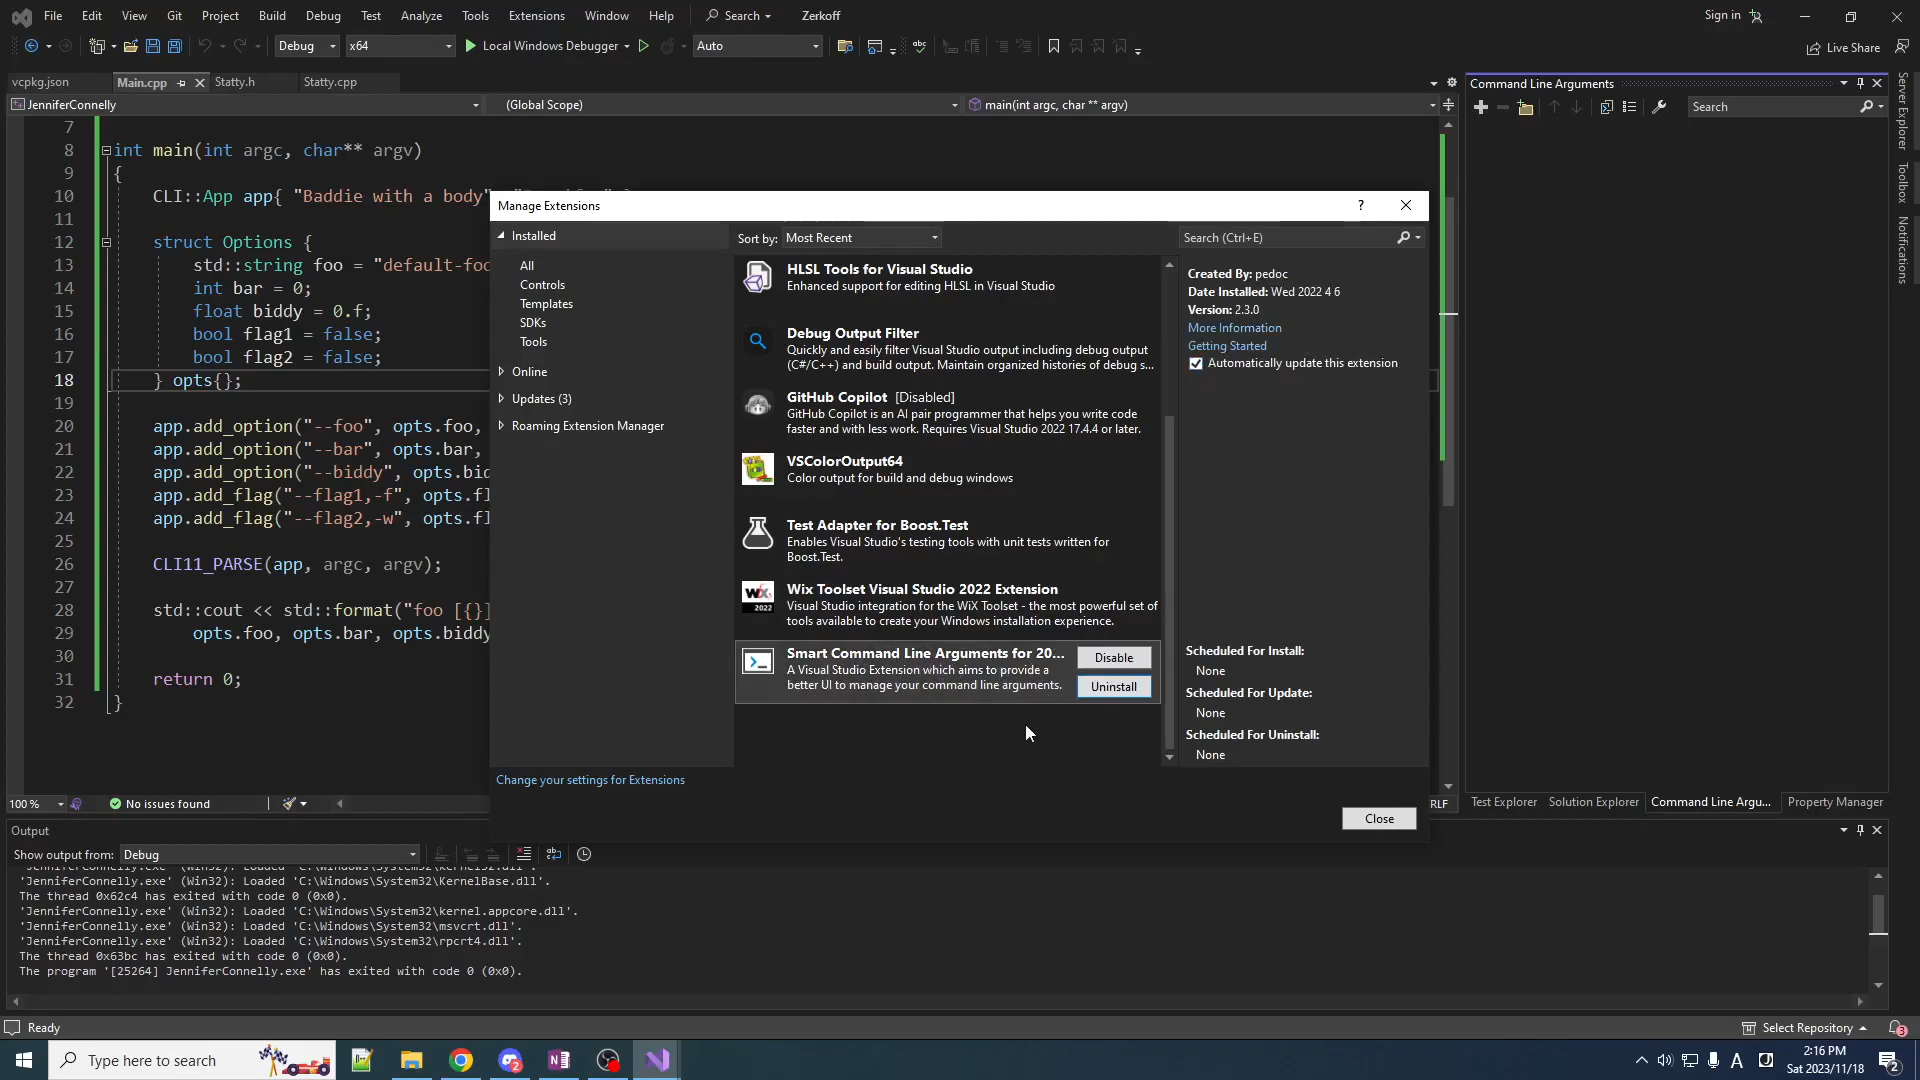 File Edit View Git Project Build Debug Test Analyze Tools Extensions Window Help Search Zerkoff Sign in
Debug x64 Local Windows Debugger Auto Live Share
vcpkg.json Main.cpp Statty.h Statty.cpp
JenniferConnelly (Global Scope) main(int argc, char ** argv)
7
8 int main(int argc, char** argv)
9 {
10 CLI::App app{ "Baddie with a body"
11
12 struct Options {
13 std::string foo = "default-foo
14 int bar = 0;
15 float biddy = 0.f;
16 bool flag1 = false;
17 bool flag2 = false;
18 } opts{};
19
20 app.add_option("--foo", opts.foo,
21 app.add_option("--bar", opts.bar,
22 app.add_option("--biddy", opts.bid
23 app.add_flag("--flag1,-f", opts.fl
24 app.add_flag("--flag2,-w", opts.fl
25
26 CLI11_PARSE(app, argc, argv);
27
28 std::cout << std::format("foo [{}]
29 opts.foo, opts.bar, opts.biddy
30
31 return 0;
32 }
100 % No issues found
CRLF
Manage Extensions
Installed
All
Controls
Templates
SDKs
Tools
Online
Updates (3)
Roaming Extension Manager
Change your settings for Extensions
Sort by: Most Recent
HLSL Tools for Visual Studio
Enhanced support for editing HLSL in Visual Studio
Debug Output Filter
Quickly and easily filter Visual Studio output including debug output
(C#/C++) and build output. Maintain organized histories of debug s...
GitHub Copilot [Disabled]
GitHub Copilot is an AI pair programmer that helps you write code
faster and with less work. Requires Visual Studio 2022 17.4.4 or later.
VSColorOutput64
Color output for build and debug windows
Test Adapter for Boost.Test
Enables Visual Studio's testing tools with unit tests written for
Boost.Test.
Wix Toolset Visual Studio 2022 Extension
Visual Studio integration for the WiX Toolset - the most powerful set of
tools available to create your Windows installation experience.
Smart Command Line Arguments for 20...
A Visual Studio Extension which aims to provide a
better UI to manage your command line arguments.
Disable
Uninstall
Search (Ctrl+E)
Created By: pedoc
Date Installed: Wed 2022 4 6
Version: 2.3.0
More Information
Getting Started
Automatically update this extension
Scheduled For Install:
None
Scheduled For Update:
None
Scheduled For Uninstall:
None
Close
Command Line Arguments
Search
Server Explorer
Toolbox
Notifications
Test Explorer Solution Explorer Command Line Argu... Property Manager
Output
Show output from: Debug
'JenniferConnelly.exe' (Win32): Loaded 'C:\Windows\System32\kernel32.dll'.
'JenniferConnelly.exe' (Win32): Loaded 'C:\Windows\System32\KernelBase.dll'.
The thread 0x62c4 has exited with code 0 (0x0).
'JenniferConnelly.exe' (Win32): Loaded 'C:\Windows\System32\kernel.appcore.dll'.
'JenniferConnelly.exe' (Win32): Loaded 'C:\Windows\System32\msvcrt.dll'.
'JenniferConnelly.exe' (Win32): Loaded 'C:\Windows\System32\rpcrt4.dll'.
The thread 0x63bc has exited with code 0 (0x0).
The program '[25264] JenniferConnelly.exe' has exited with code 0 (0x0).
Ready Select Repository 3
Type here to search
2:16 PM
Sat 2023/11/18
2